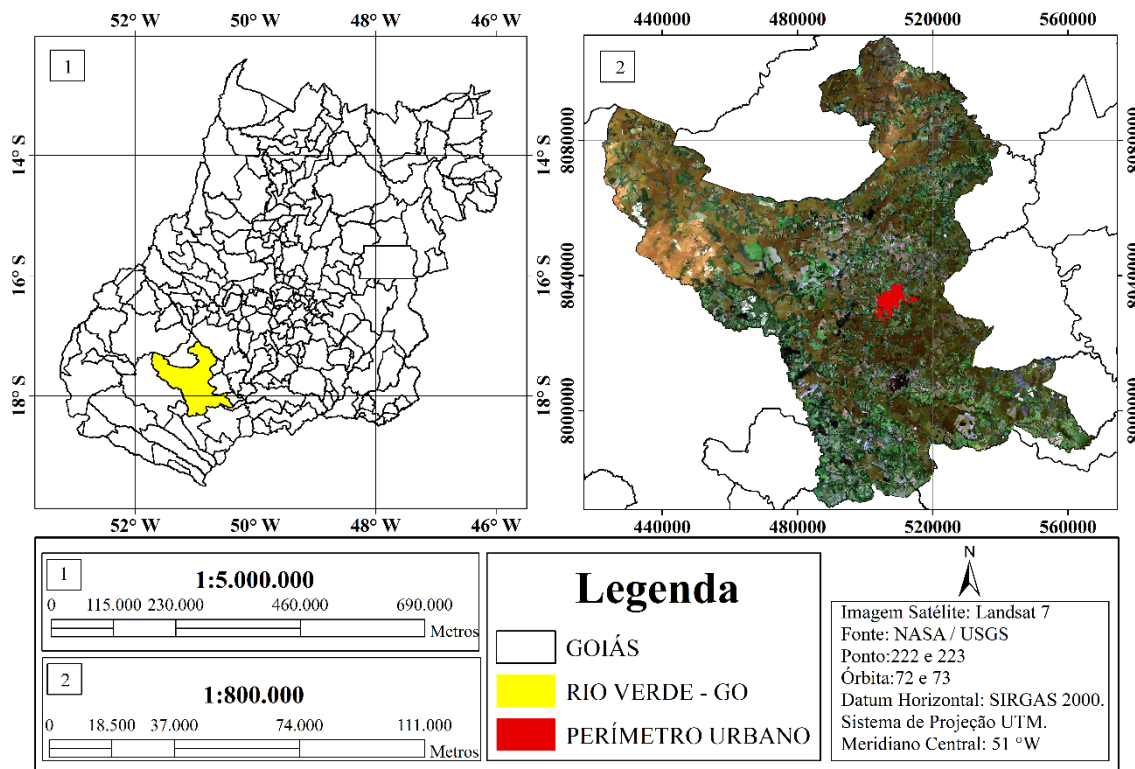 52° W 50° W 48° W 46° W
1
14° S
16° S
18° S
14° S
16° S
18° S
52° W 50° W 48° W 46° W
440000 480000 520000 560000
2
8080000
8040000
8000000
8080000
8040000
8000000
440000 480000 520000 560000
1
1:5.000.000
0 115.000 230.000 460.000 690.000
Metros
2
1:800.000
0 18.500 37.000 74.000 111.000
Metros
Legenda
GOIÁS
RIO VERDE - GO
PERÍMETRO URBANO
N
Imagem Satélite: Landsat 7
Fonte: NASA / USGS
Ponto:222 e 223
Órbita:72 e 73
Datum Horizontal: SIRGAS 2000.
Sistema de Projeção UTM.
Meridiano Central: 51 °W